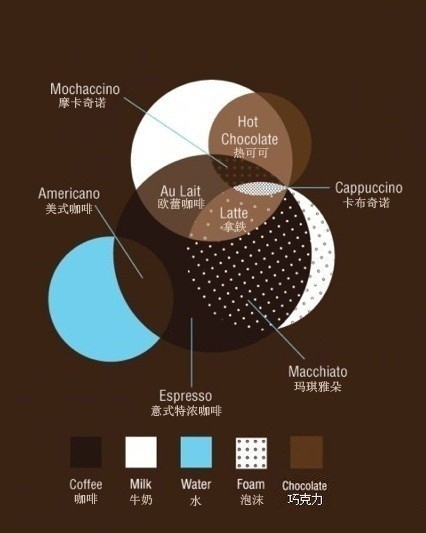 Mochaccino
摩卡奇诺
Hot
Chocolate
热可可
Americano
美式咖啡
Au Lait
欧蕾咖啡
Cappuccino
卡布奇诺
Latte
拿铁
Macchiato
玛琪雅朵
Espresso
意式特浓咖啡
Coffee
咖啡
Milk
牛奶
Water
水
Foam
泡沫
Chocolate
巧克力